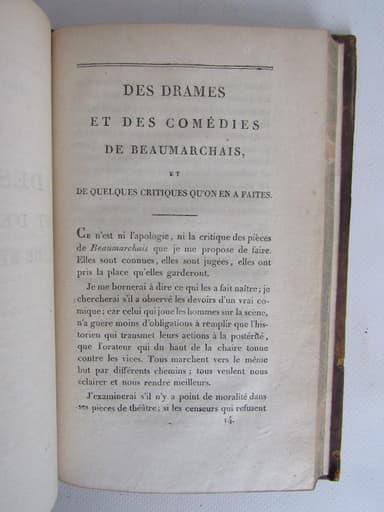 DES DRAMES
ET DES COMÉDIES
DE BEAUMARCHAIS,
ET
DE QUELQUES CRITIQUES QU'ON EN A FAITES.
CE n'est ni l'apologie, ni la critique des pièces
de Beaumarchais que je me propose de faire.
Elles sont connues, elles sont jugées, elles ont
pris la place qu'elles garderont.
Je me bornerai à dire ce qui les a fait naître; je
chercherai s'il a observé les devoirs d'un vrai co-
mique; car celui qui joue les hommes sur la scène,
n'a guère moins d'obligations à remplir que l'his-
torien qui transmet leurs actions à la postérité,
que l'orateur qui du haut de la chaire tonne
contre les vices. Tous marchent vers le même
but par différents chemins; tous veulent nous
éclairer et nous rendre meilleurs.
J'examinerai s'il n'y a point de moralité dans
ses pièces de théâtre; si les censeurs qui refusent
14.